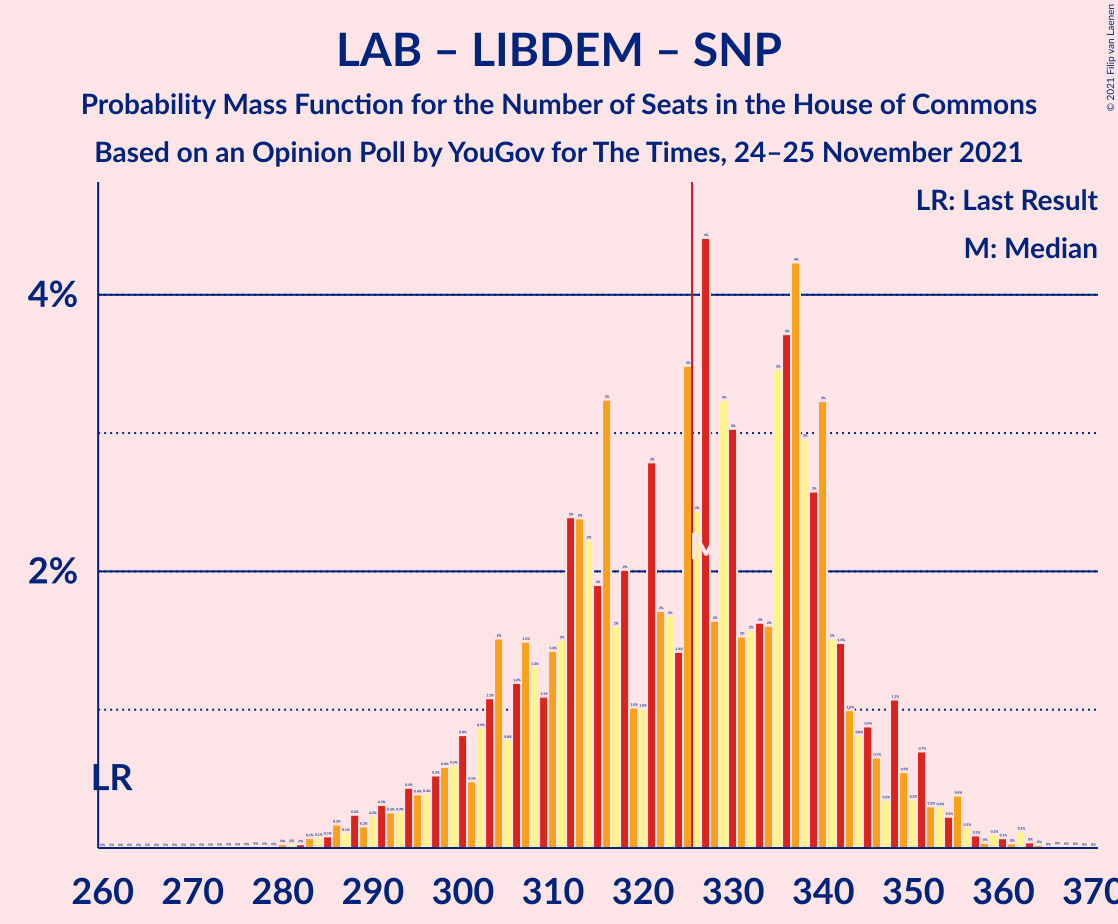 LAB – LIBDEM – SNP
Probability Mass Function for the Number of Seats in the House of Commons
Based on an Opinion Poll by YouGov for The Times, 24–25 November 2021
© 2021 Filip van Laenen
LR: Last Result
M: Median
4%
2%
M
LR
260 270 280 290 300 310 320 330 340 350 360 370